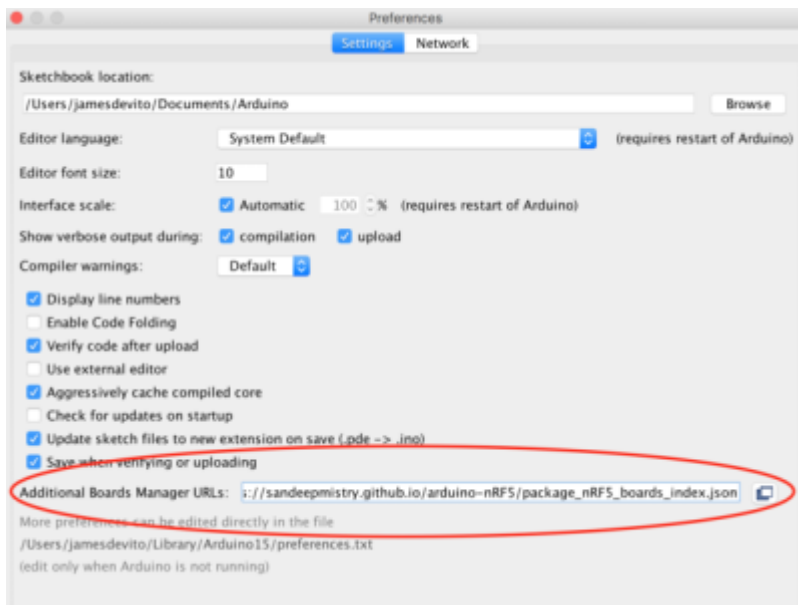 Preferences
Settings Network
Sketchbook location:
/Users/jamesdevito/Documents/Arduino Browse
Editor language: System Default (requires restart of Arduino)
Editor font size: 10
Interface scale: Automatic 100 % (requires restart of Arduino)
Show verbose output during: compilation upload
Compiler warnings: Default
Display line numbers
Enable Code Folding
Verify code after upload
Use external editor
Aggressively cache compiled core
Check for updates on startup
Update sketch files to new extension on save (.pde -> .ino)
Save when verifying or uploading
Additional Boards Manager URLs: s://sandeepmistry.github.io/arduino-nRF5/package_nRF5_boards_index.json
More preferences can be edited directly in the file
/Users/jamesdevito/Library/Arduino15/preferences.txt
(edit only when Arduino is not running)